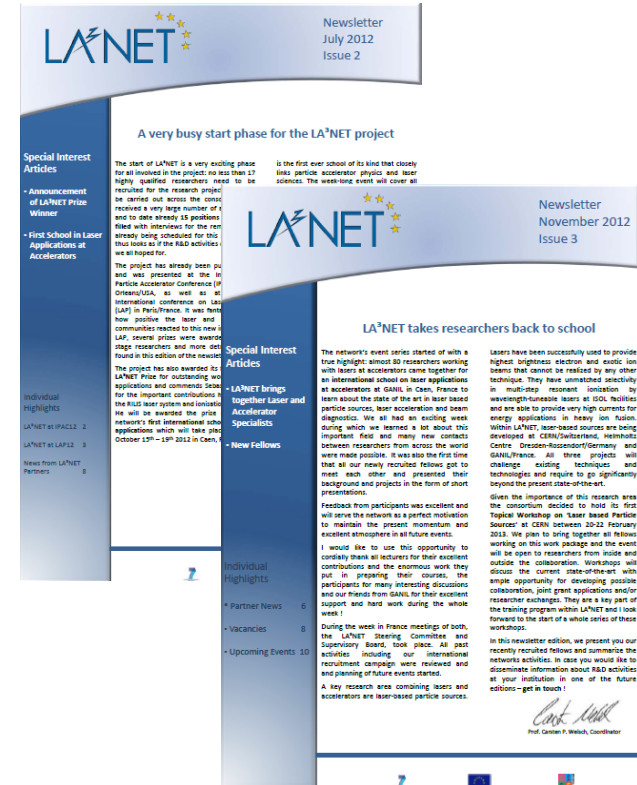 LA³NET
Newsletter
July 2012
Issue 2
A very busy start phase for the LA³NET project
Special Interest
Articles
• Announcement
of LA³NET Prize
Winner
• First School in Laser
Applications at
Accelerators
Individual
Highlights
LA³NET at IPAC12 2
LA³NET at LAP12 3
News from LA³NET
Partners 8
The start of LA³NET is a very exciting phase
for all involved in the project: no less than 17
highly qualified researchers need to be
recruited for the research projec
be carried out across the conso
received a very large number of
and to date already 15 positions
filled with interviews for the rem
already being scheduled for this
thus looks as if the R&D activities
we all hoped for.
The project has already been pu
and was presented at the In
Particle Accelerator Conference (IP
Orleans/USA, as well as at
International conference on Las
(LAP) in Paris/France. It was fanta
how positive the laser and
communities reacted to this new i
LAP, several prizes were awarde
stage researchers and more det
found in this edition of the newslet
The project has also awarded its
LA³NET Prize for outstanding wo
applications and commends Sebas
for the important contributions h
the RILIS laser system and ionizatio
He will be awarded the prize
network's first international scho
applications which will take plac
October 15th – 19th 2012 in Caen, F
is the first ever school of its kind that closely
links particle accelerator physics and laser
sciences. The week-long event will cover all
7
LA³NET
Newsletter
November 2012
Issue 3
LA³NET takes researchers back to school
Special Interest
Articles
• LA³NET brings
together Laser and
Accelerator
Specialists
• New Fellows
Individual
Highlights
* Partner News 6
• Vacancies 8
• Upcoming Events 10
The network's event series started of with a
true highlight: almost 80 researchers working
with lasers at accelerators came together for
an international school on laser applications
at accelerators at GANIL in Caen, France to
learn about the state of the art in laser based
particle sources, laser acceleration and beam
diagnostics. We all had an exciting week
during which we learned a lot about this
important field and many new contacts
between researchers from across the world
were made possible. It was also the first time
that all our newly recruited fellows got to
meet each other and presented their
background and projects in the form of short
presentations.
Feedback from participants was excellent and
will serve the network as a perfect motivation
to maintain the present momentum and
excellent atmosphere in all future events.
I would like to use this opportunity to
cordially thank all lecturers for their excellent
contributions and the enormous work they
put in preparing their courses, the
participants for many interesting discussions
and our friends from GANIL for their excellent
support and hard work during the whole
week !
During the week in France meetings of both,
the LA³NET Steering Committee and
Supervisory Board, took place. All past
activities including our international
recruitment campaign were reviewed and
and planning of future events started.
A key research area combining lasers and
accelerators are laser-based particle sources.
Lasers have been successfully used to provide
highest brightness electron and exotic ion
beams that cannot be realized by any other
technique. They have unmatched selectivity
in multi-step resonant ionization by
wavelength-tuneable lasers at ISOL facilities
and are able to provide very high currents for
energy applications in heavy ion fusion.
Within LA³NET, laser-based sources are being
developed at CERN/Switzerland, Helmholtz
Centre Dresden-Rossendorf/Germany and
GANIL/France. All three projects will
challenge existing techniques and
technologies and require to go significantly
beyond the present state-of-the-art.
Given the importance of this research area
the consortium decided to hold its first
Topical Workshop on 'Laser based Particle
Sources' at CERN between 20-22 February
2013. We plan to bring together all fellows
working on this work package and the event
will be open to researchers from inside and
outside the collaboration. Workshops will
discuss the current state-of-the-art with
ample opportunity for developing possible
collaboration, joint grant applications and/or
researcher exchanges. They are a key part of
the training program within LA³NET and I look
forward to the start of a whole series of these
workshops.
In this newsletter edition, we present you our
recently recruited fellows and summarize the
networks activities. In case you would like to
disseminate information about R&D activities
at your institution in one of the future
editions – get in touch !
Prof. Carsten P. Welsch, Coordinator
7